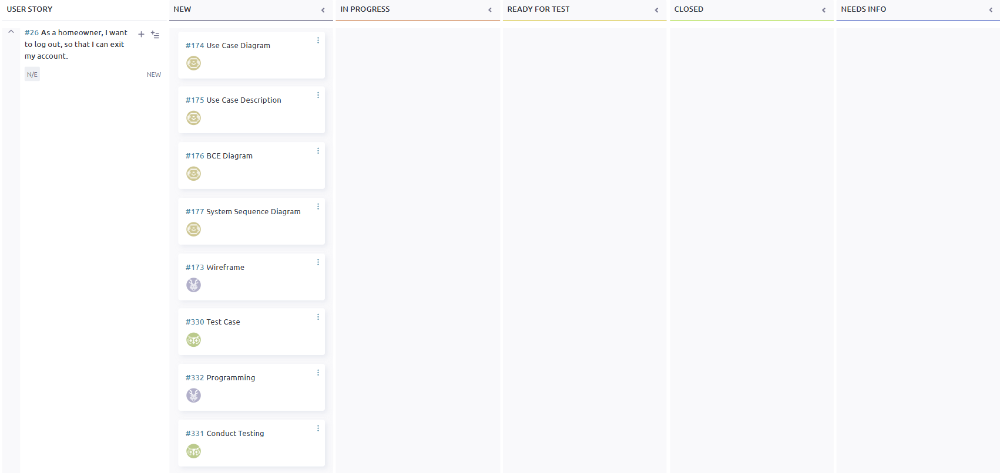 USER STORY
NEW
IN PROGRESS
READY FOR TEST
CLOSED
NEEDS INFO
#26 As a homeowner, I want
to log out, so that I can exit
my account.
N/E
NEW
#174 Use Case Diagram
#175 Use Case Description
#176 BCE Diagram
#177 System Sequence Diagram
#173 Wireframe
#330 Test Case
#332 Programming
#331 Conduct Testing